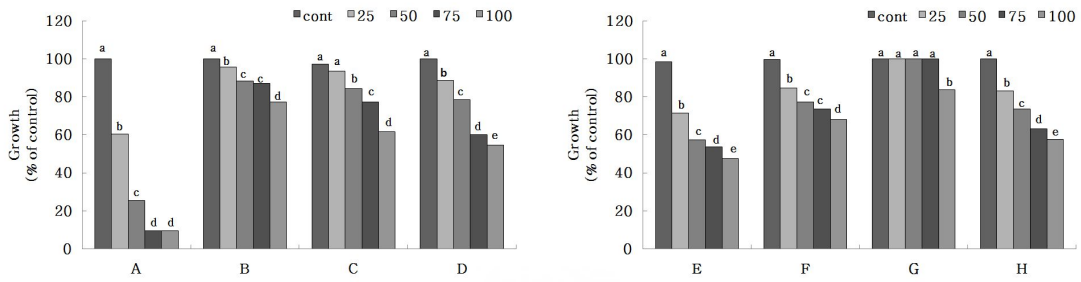 cont 25 50 75 100
120
100
80
60
40
20
0
Growth
(% of control)
a b c d d
a b c c d
a a b c c
a b c d e
A B C D
cont 25 50 75 100
120
100
80
60
40
20
0
Growth
(% of control)
a b c d e
a b c c d
a a a a b
a b c d e
E F G H